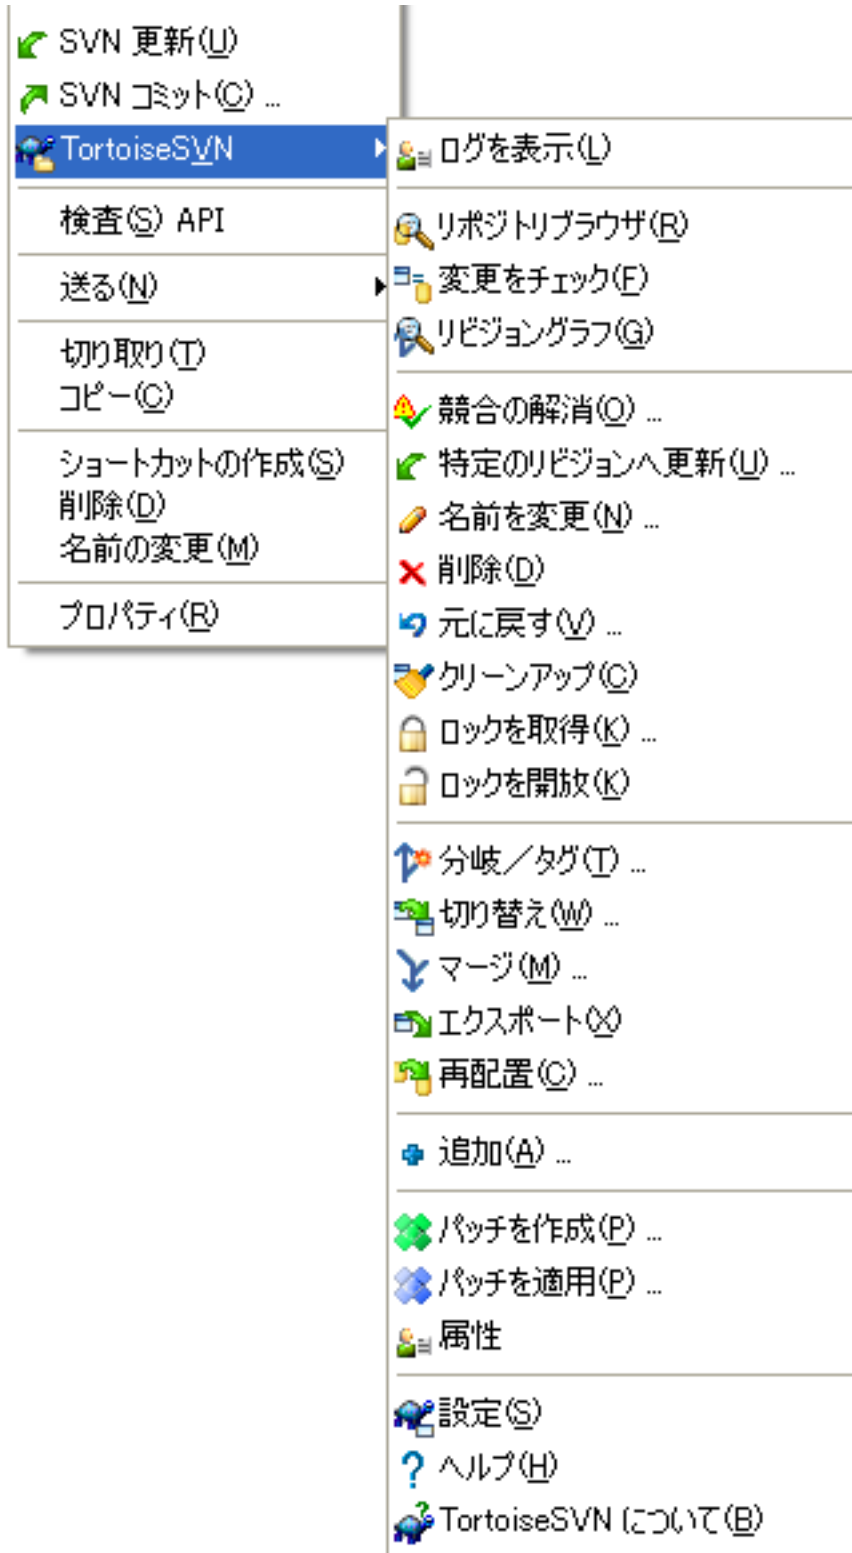 SVN 更新(U)
SVN コミット(C) ...
TortoiseSVN
検査(S) API
送る(N)
切り取り(T)
コピー(C)
ショートカットの作成(S)
削除(D)
名前の変更(M)
プロパティ(R)
ログを表示(L)
リポジトリブラウザ(R)
変更をチェック(F)
リビジョングラフ(G)
競合の解消(O) ...
特定のリビジョンへ更新(U) ...
名前を変更(N) ...
削除(D)
元に戻す(V) ...
クリーンアップ(C)
ロックを取得(K) ...
ロックを開放(K)
分岐／タグ(T) ...
切り替え(W) ...
マージ(M) ...
エクスポート(X)
再配置(C) ...
追加(A) ...
パッチを作成(P) ...
パッチを適用(P) ...
属性
設定(S)
ヘルプ(H)
TortoiseSVN について(B)